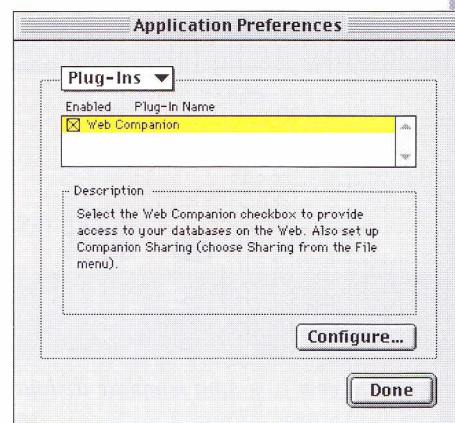 Application Preferences
Plug-Ins
Enabled Plug-In Name
Web Companion
Description
Select the Web Companion checkbox to provide
access to your databases on the Web. Also set up
Companion Sharing (choose Sharing from the File
menu).
Configure...
Done